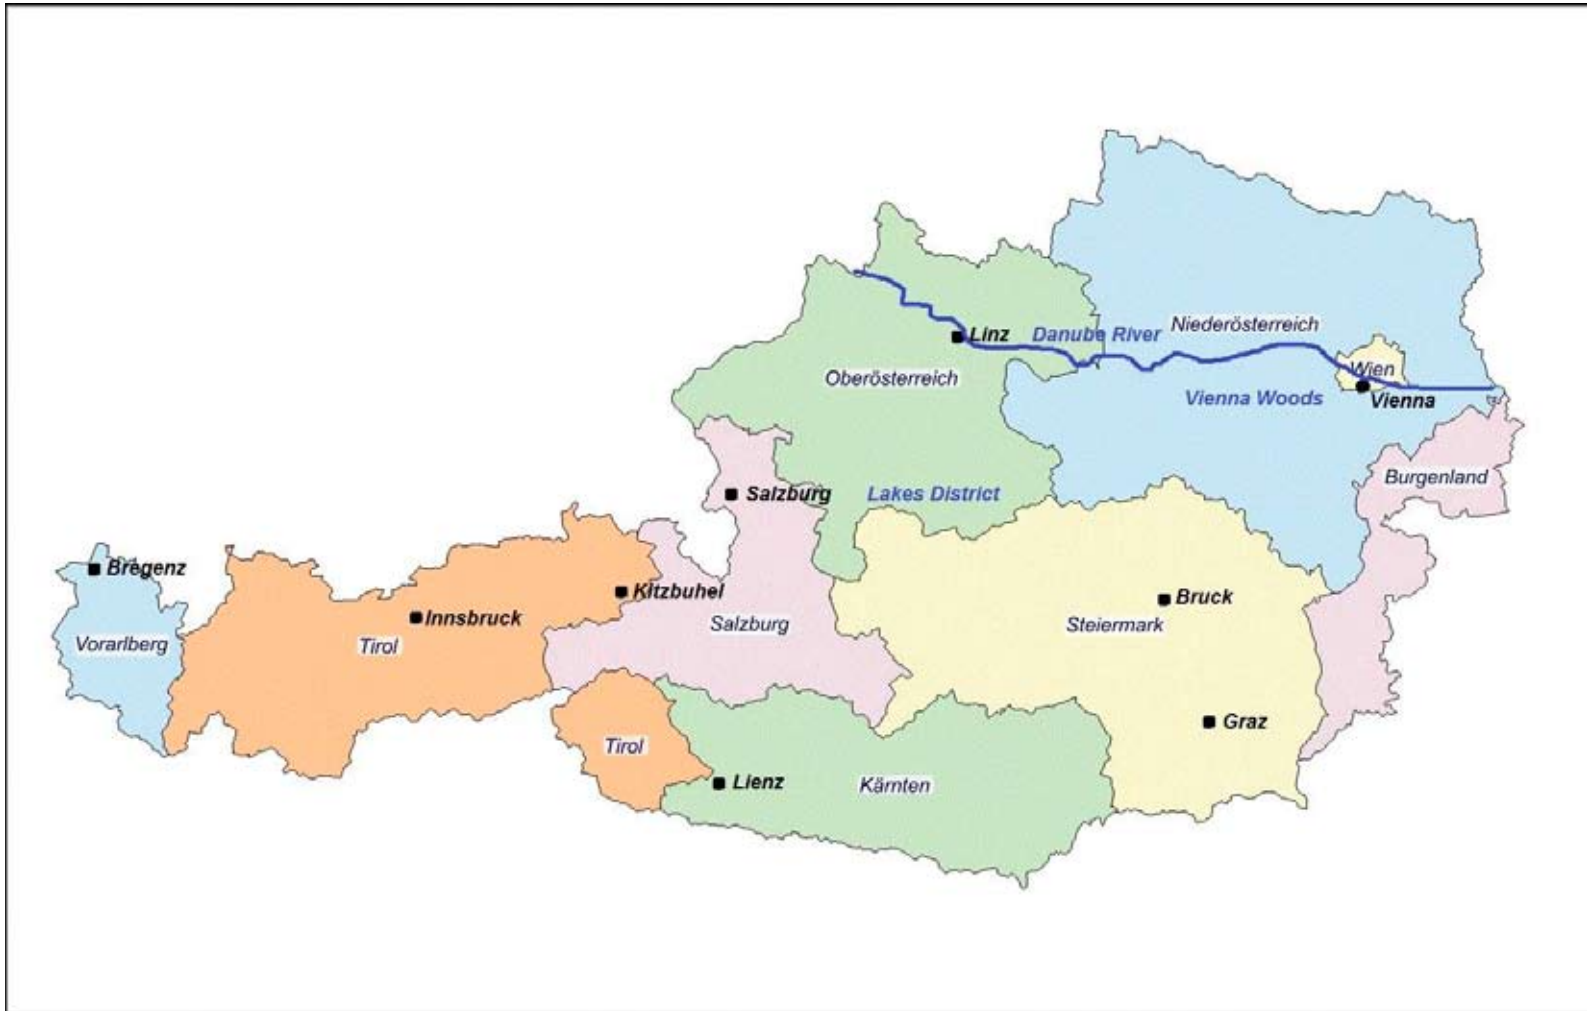 Linz
Danube River
Niederösterreich
Oberösterreich
Wien
Vienna Woods
Vienna
Burgenland
Salzburg
Lakes District
Bregenz
Kitzbuhel
Innsbruck
Bruck
Salzburg
Steiermark
Vorarlberg
Tirol
Graz
Tirol
Lienz
Kärnten